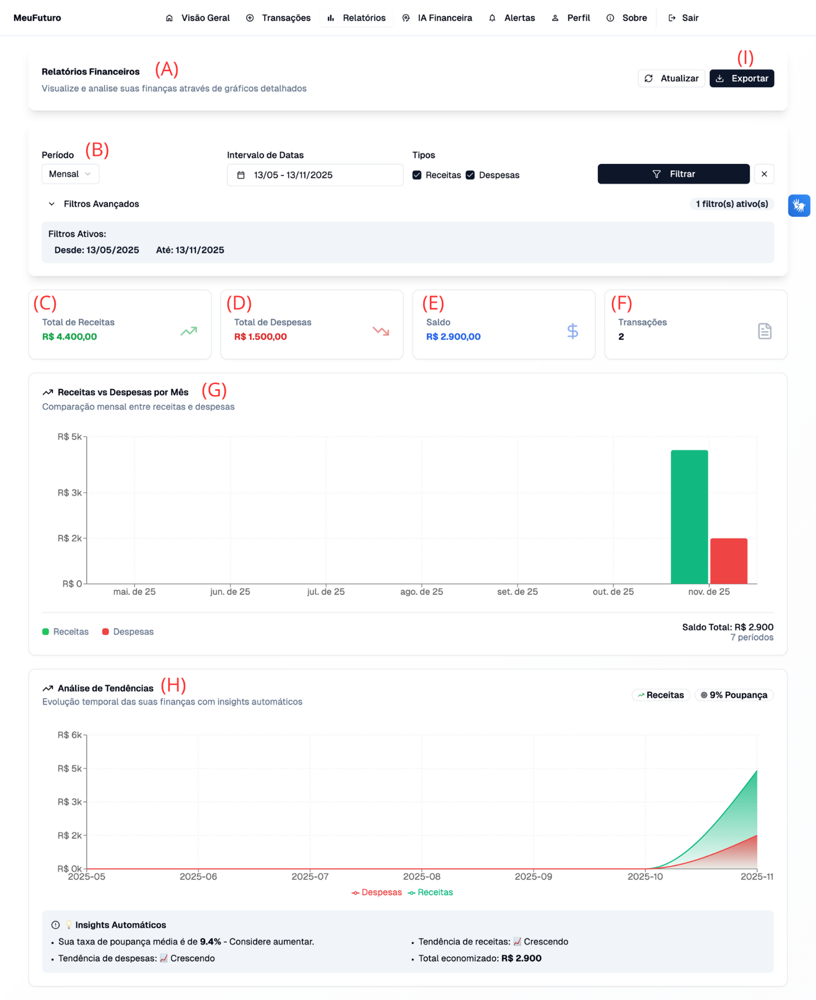 MeuFuturo Visão Geral Transações Relatórios IA Financeira Alertas Perfil Sobre Sair
(I)
Relatórios Financeiros (A)
Visualize e analise suas finanças através de gráficos detalhados
Atualizar Exportar
Período (B) Intervalo de Datas Tipos
Mensal 13/05 - 13/11/2025 Receitas Despesas Filtrar
Filtros Avançados 1 filtro(s) ativo(s)
Filtros Ativos:
Desde: 13/05/2025 Até: 13/11/2025
(C) (D) (E) (F)
Total de Receitas Total de Despesas Saldo Transações
R$ 4.400,00 R$ 1.500,00 R$ 2.900,00 2
Receitas vs Despesas por Mês (G)
Comparação mensal entre receitas e despesas
R$ 5k
R$ 3k
R$ 2k
R$ 0
mai. de 25 jun. de 25 jul. de 25 ago. de 25 set. de 25 out. de 25 nov. de 25
Receitas Despesas
Saldo Total: R$ 2.900
7 períodos
Análise de Tendências (H)
Evolução temporal das suas finanças com insights automáticos
Receitas 9% Poupança
R$ 6k
R$ 5k
R$ 3k
R$ 2k
R$ 0k
2025-05 2025-06 2025-07 2025-08 2025-09 2025-10 2025-11
Despesas Receitas
💡 Insights Automáticos
• Sua taxa de poupança média é de 9.4% - Considere aumentar.
• Tendência de receitas: 📈 Crescendo
• Tendência de despesas: 📈 Crescendo
• Total economizado: R$ 2.900